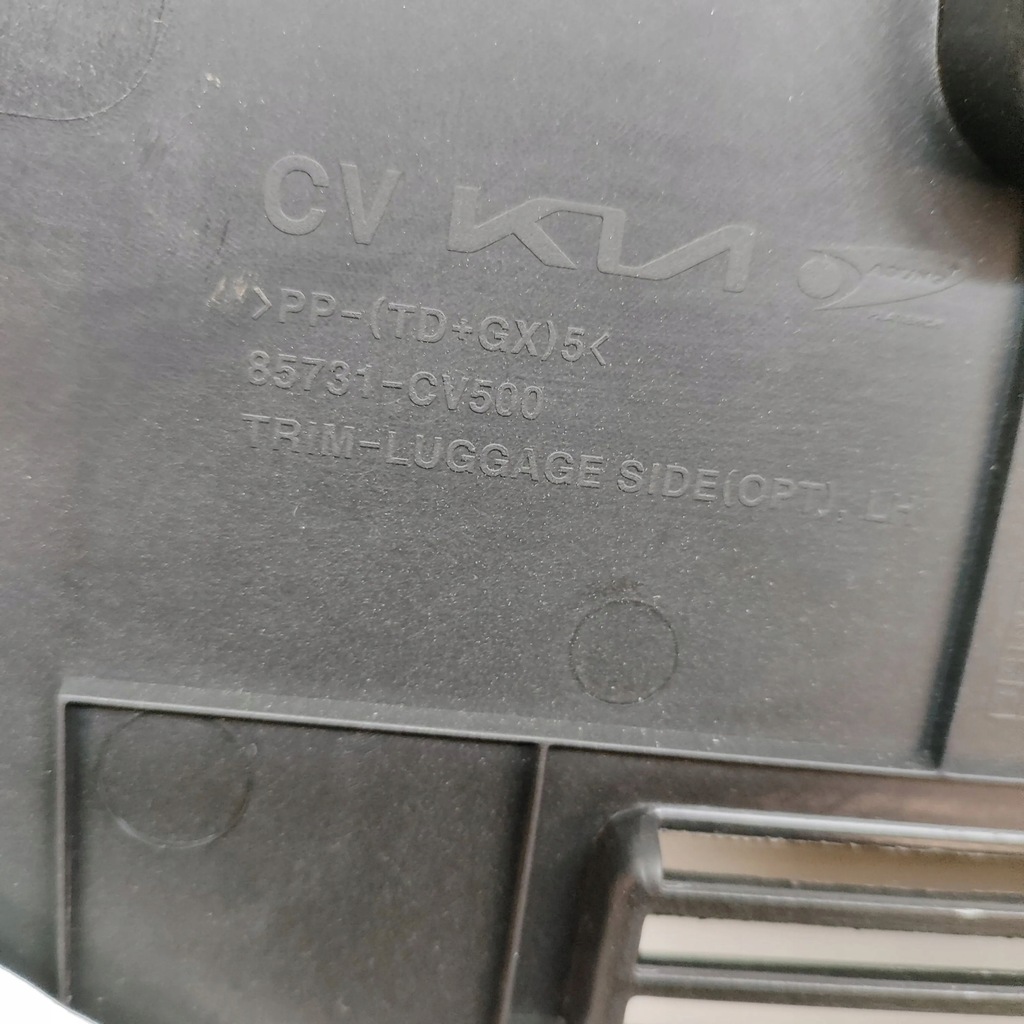 CV KIA
>PP-(TD+GX)5<
85731-CV500
TRIM-LUGGAGE SIDE(OPT), LH